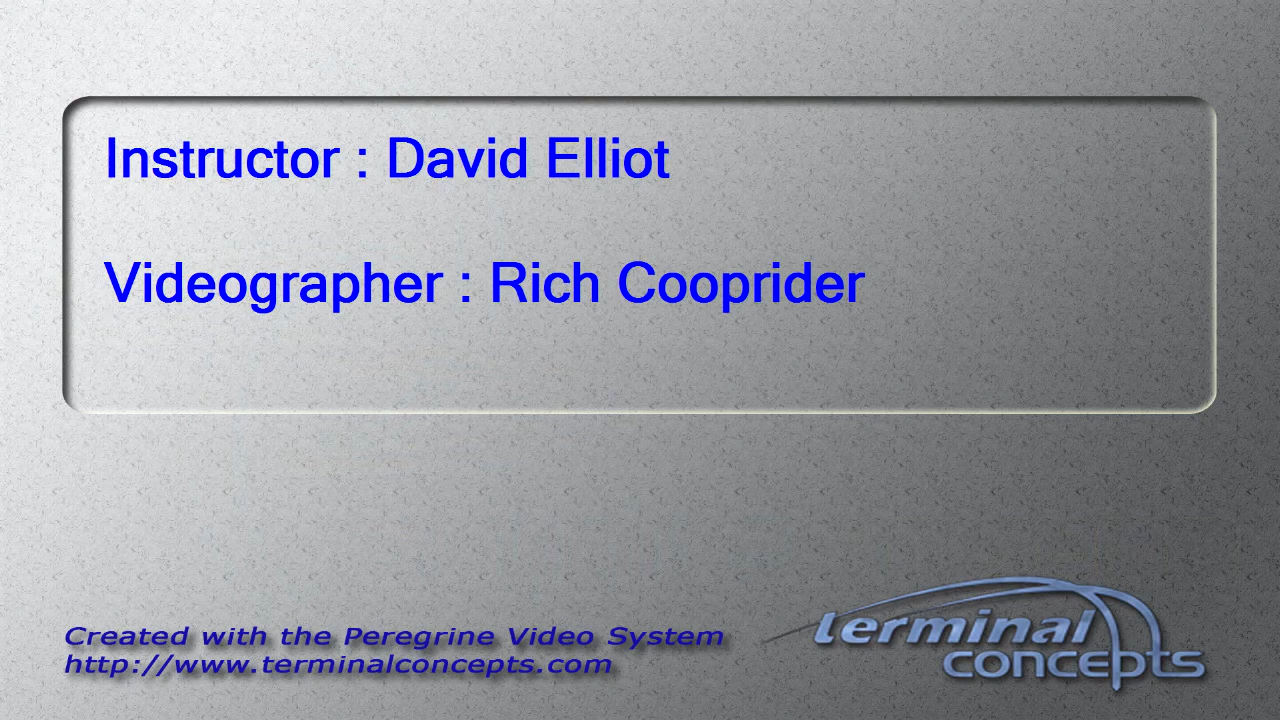 Instructor : David Elliot
Videographer : Rich Cooprider
Created with the Peregrine Video System
http://www.terminalconcepts.com
terminal
concepts